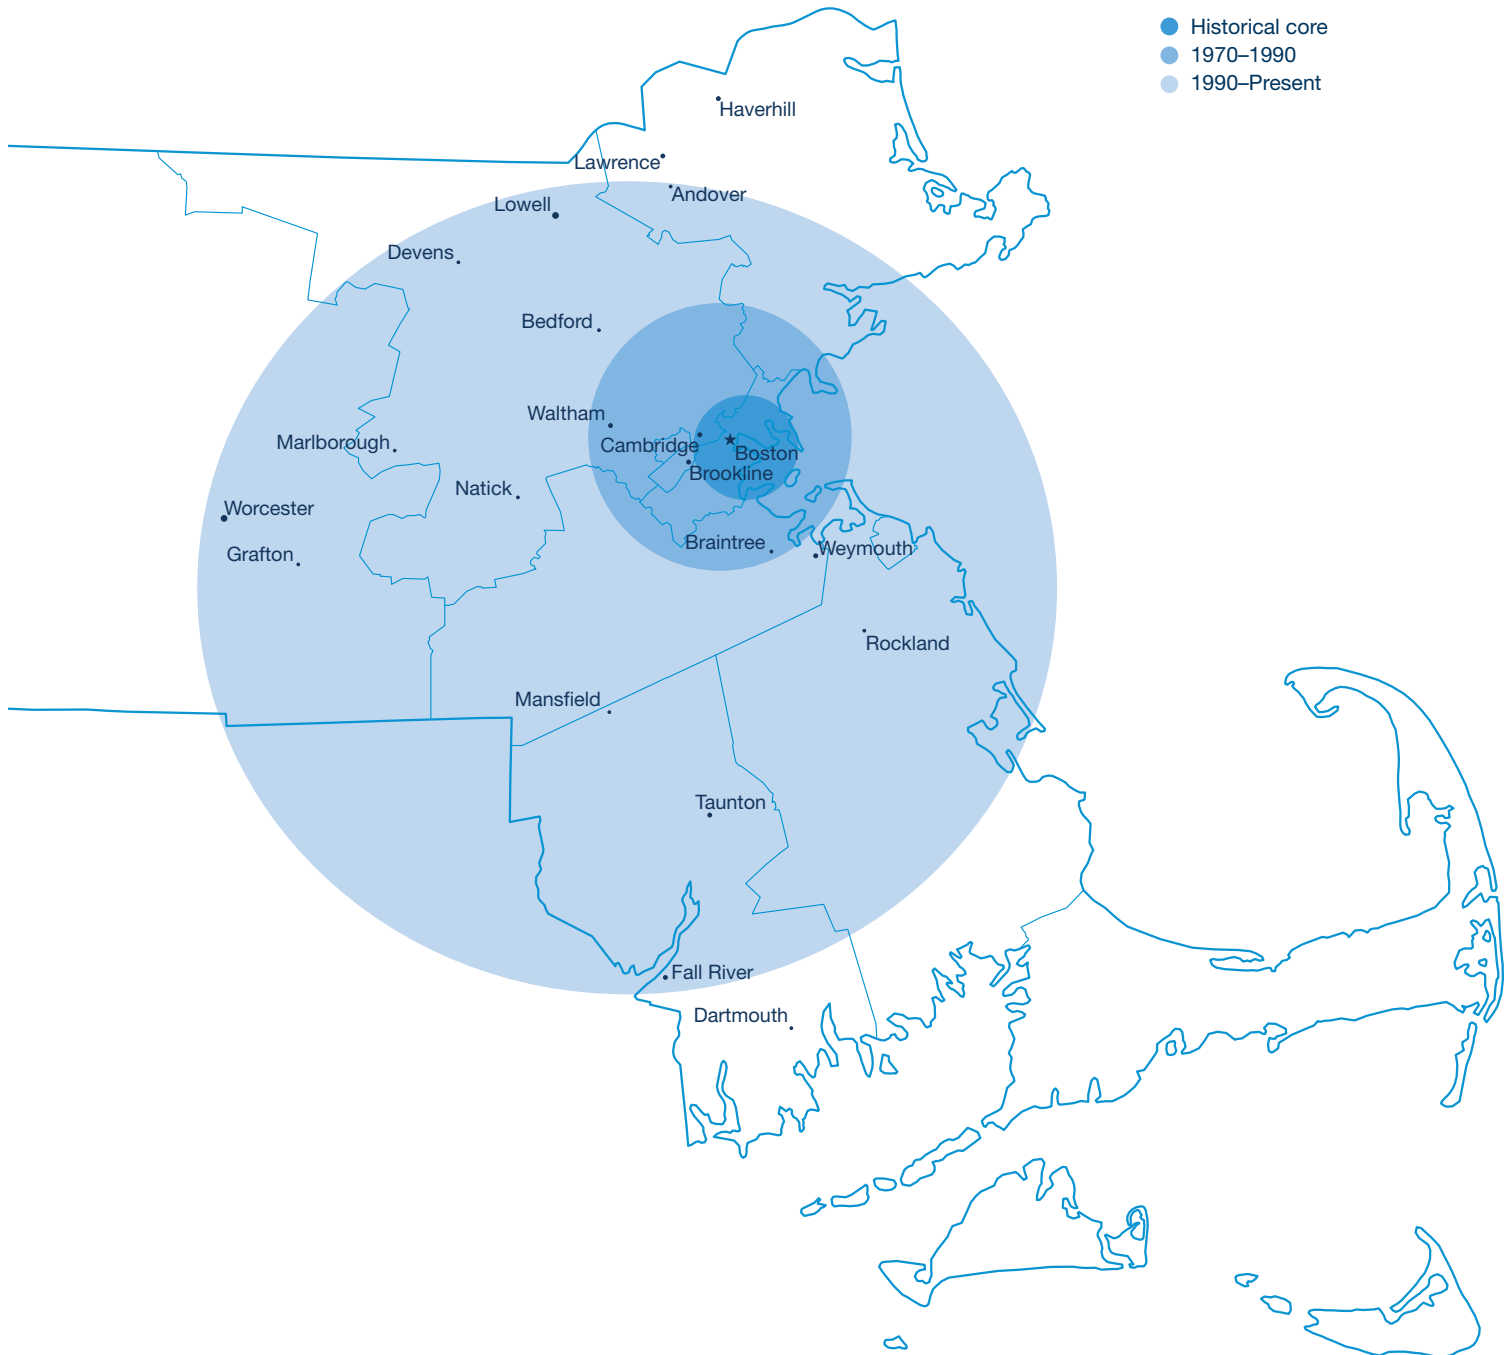 Historical core
1970–1990
1990–Present
Haverhill
Lawrence
Andover
Lowell
Devens
Bedford
Waltham
Cambridge
Boston
Brookline
Marlborough
Natick
Worcester
Grafton
Braintree
Weymouth
Rockland
Mansfield
Taunton
Fall River
Dartmouth